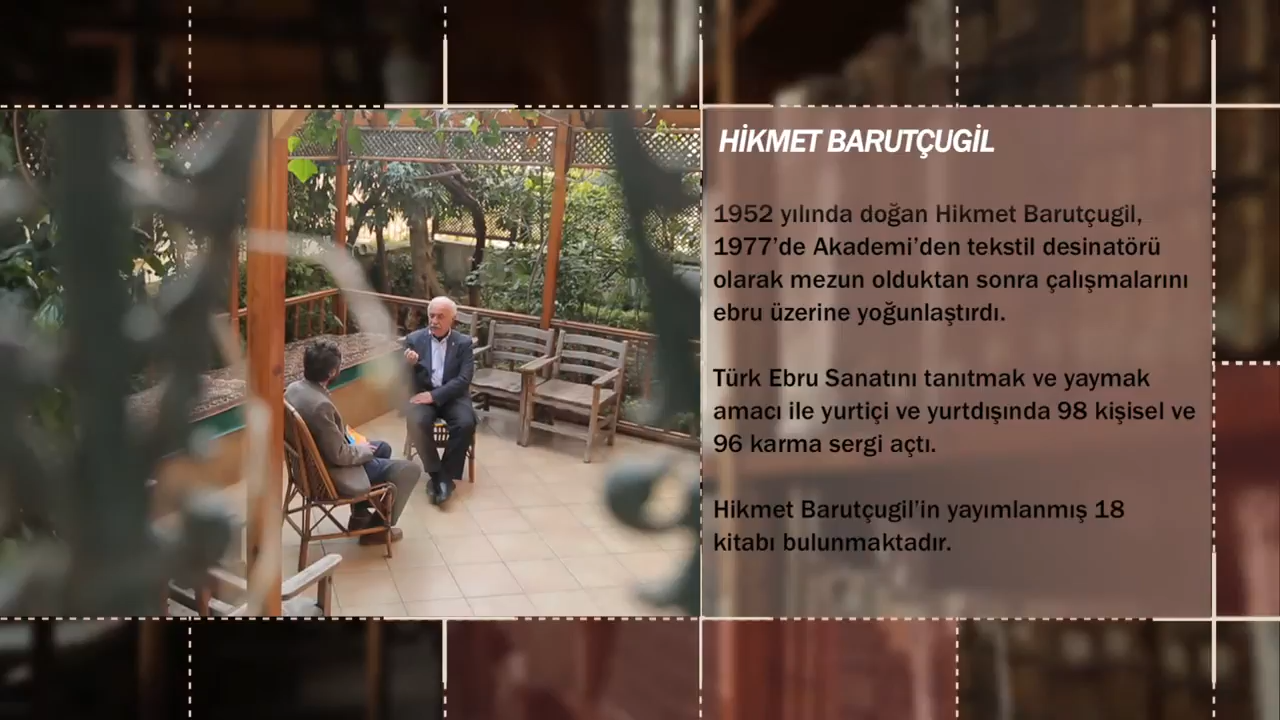 HİKMET BARUTÇUGİL
1952 yılında doğan Hikmet Barutçugil,
1977’de Akademi’den tekstil desinatörü
olarak mezun olduktan sonra çalışmalarını
ebru üzerine yoğunlaştırdı.
Türk Ebru Sanatını tanıtmak ve yaymak
amacı ile yurtiçi ve yurtdışında 98 kişisel ve
96 karma sergi açtı.
Hikmet Barutçugil’in yayımlanmış 18
kitabı bulunmaktadır.